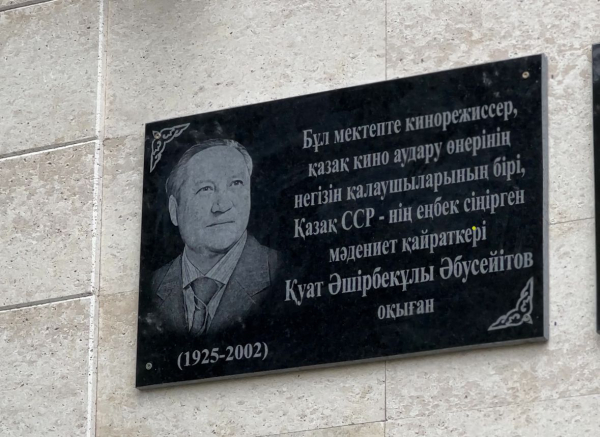 Бұл мектепте кинорежиссер,
қазақ кино аудару өнерінің
негізін қалаушыларының бірі,
Қазақ ССР - нің еңбек сіңірген
мәдениет қайраткері
Қуат Әшірбекұлы Әбусейітов
оқыған
(1925-2002)